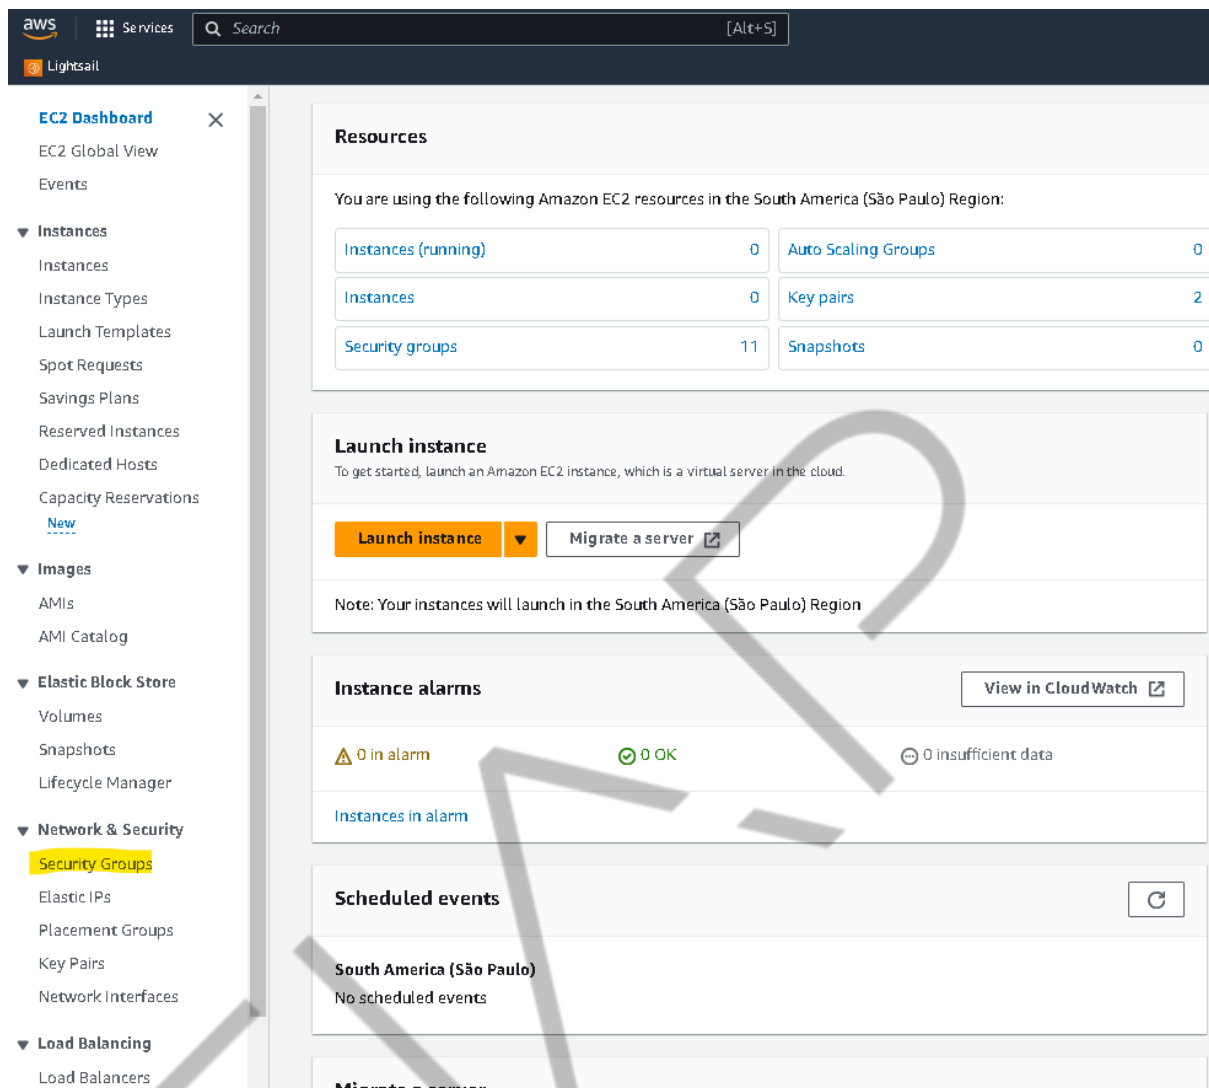 aws
Services
Search
[Alt+S]
Lightsail
EC2 Dashboard
EC2 Global View
Events
Instances
Instances
Instance Types
Launch Templates
Spot Requests
Savings Plans
Reserved Instances
Dedicated Hosts
Capacity Reservations
New
Images
AMIs
AMI Catalog
Elastic Block Store
Volumes
Snapshots
Lifecycle Manager
Network & Security
Security Groups
Elastic IPs
Placement Groups
Key Pairs
Network Interfaces
Load Balancing
Load Balancers
Resources
You are using the following Amazon EC2 resources in the South America (São Paulo) Region:
Instances (running) 0
Auto Scaling Groups 0
Instances 0
Key pairs 2
Security groups 11
Snapshots 0
Launch instance
To get started, launch an Amazon EC2 instance, which is a virtual server in the cloud.
Launch instance
Migrate a server
Note: Your instances will launch in the South America (São Paulo) Region
Instance alarms
View in CloudWatch
0 in alarm
0 OK
0 insufficient data
Instances in alarm
Scheduled events
South America (São Paulo)
No scheduled events
Migrate a server